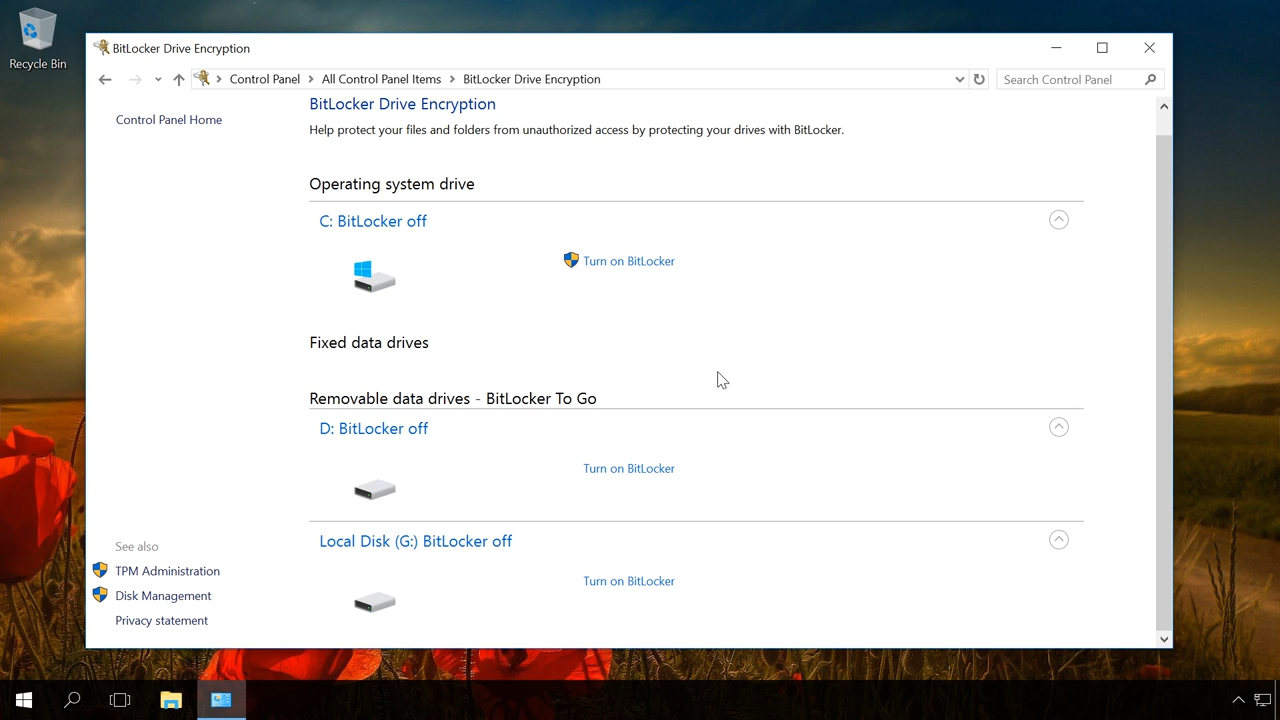 Recycle Bin
BitLocker Drive Encryption
Control Panel
All Control Panel Items
BitLocker Drive Encryption
Search Control Panel
Control Panel Home
BitLocker Drive Encryption
Help protect your files and folders from unauthorized access by protecting your drives with BitLocker.
Operating system drive
C: BitLocker off
Turn on BitLocker
Fixed data drives
Removable data drives - BitLocker To Go
D: BitLocker off
Turn on BitLocker
Local Disk (G:) BitLocker off
Turn on BitLocker
See also
TPM Administration
Disk Management
Privacy statement